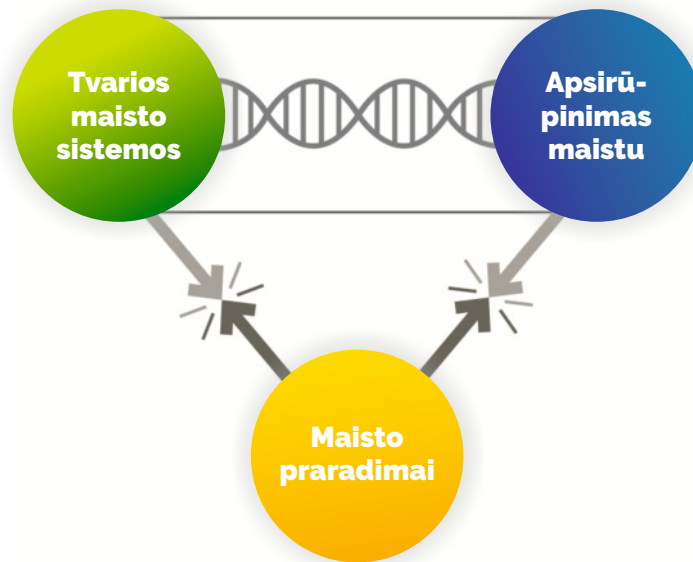 Tvarios
maisto
sistemos
Apsirū-
pinimas
maistu
Maisto
praradimai